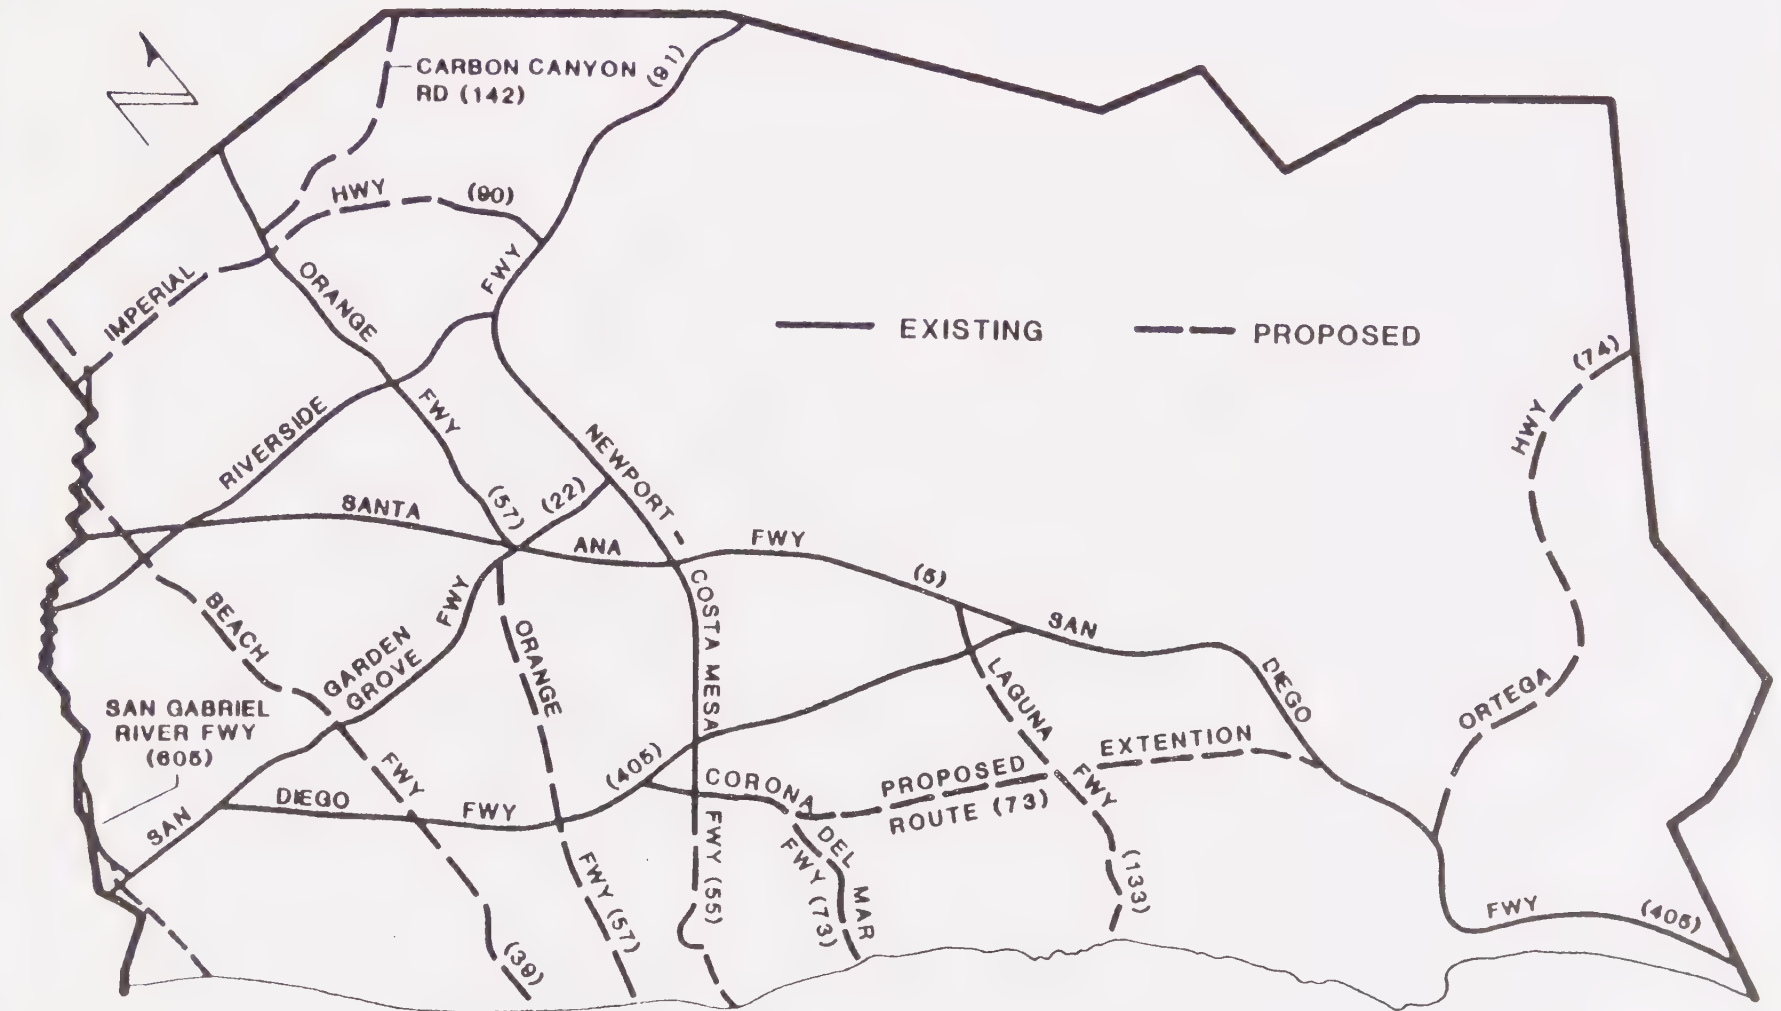 CARBON CANYON
RD (142)
(91)
HWY
(90)
FWY
IMPERIAL
ORANGE
FWY
(57)
EXISTING
PROPOSED
(74)
HWY
ORTEGA
RIVERSIDE
NEWPORT -
COSTA MESA
FWY (55)
(22)
SANTA
ANA
FWY
(5)
SAN
DIEGO
FWY
(405)
BEACH
FWY
(39)
GARDEN
GROVE
FWY
ORANGE
FWY (57)
SAN GABRIEL
RIVER FWY
(605)
SAN
DIEGO
FWY
(405)
CORONA
DEL MAR
FWY (73)
PROPOSED
ROUTE (73)
EXTENTION
LAGUNA
FWY
(133)